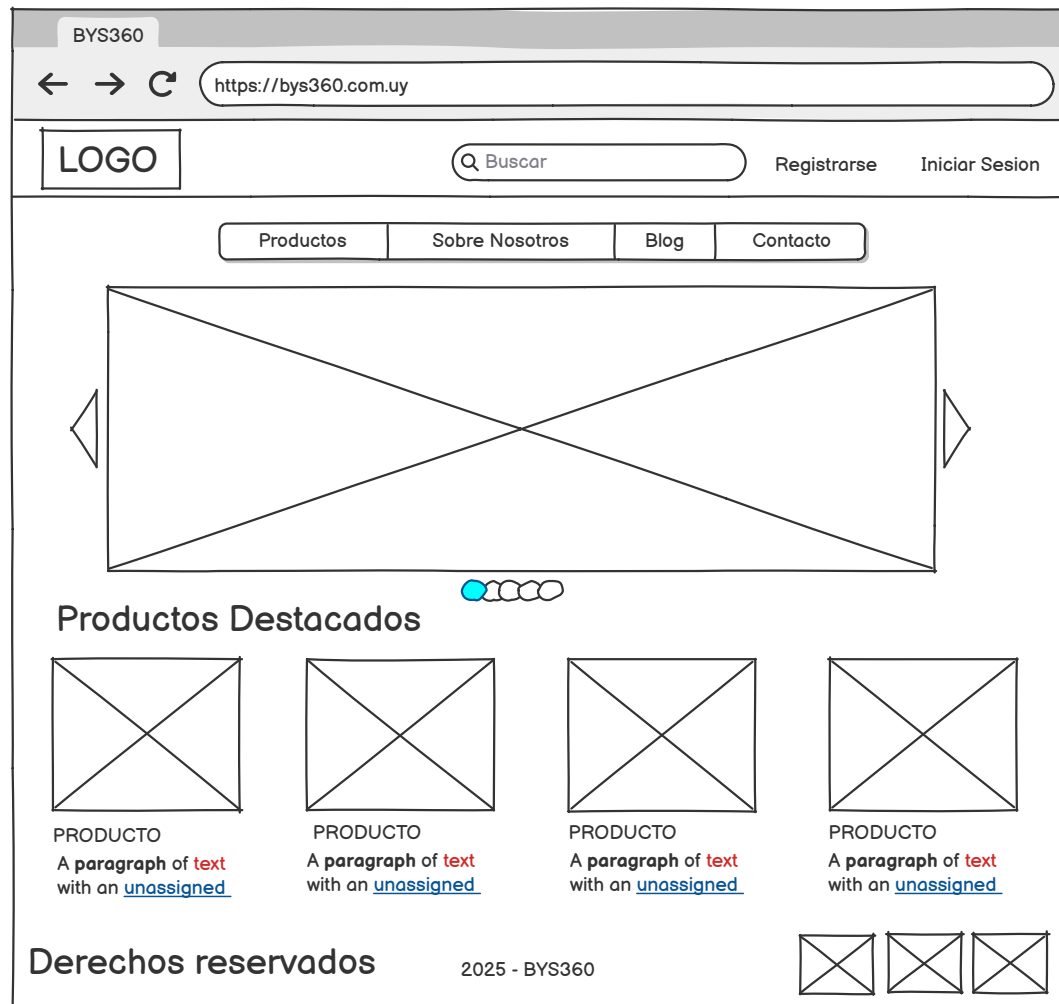 BYS360
https://bys360.com.uy
LOGO
Buscar
Registrarse
Iniciar Sesion
Productos
Sobre Nosotros
Blog
Contacto
Productos Destacados
PRODUCTO
A paragraph of text
with an unassigned
PRODUCTO
A paragraph of text
with an unassigned
PRODUCTO
A paragraph of text
with an unassigned
PRODUCTO
A paragraph of text
with an unassigned
Derechos reservados
2025 - BYS360